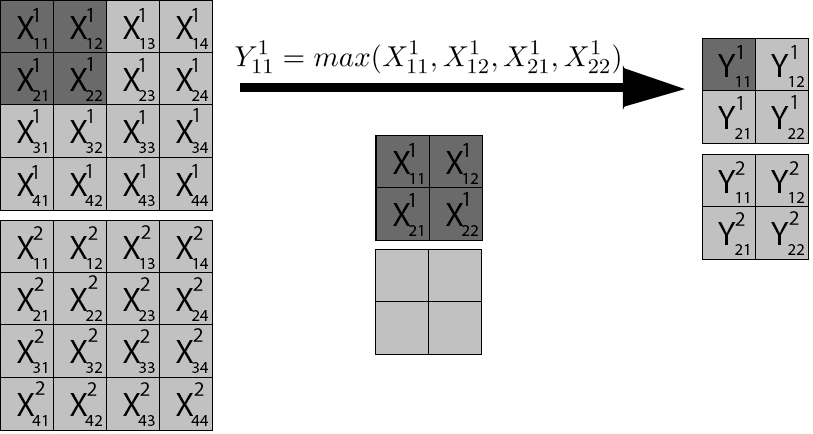 X^1_{11} X^1_{12} X^1_{13} X^1_{14}
X^1_{21} X^1_{22} X^1_{23} X^1_{24}
X^1_{31} X^1_{32} X^1_{33} X^1_{34}
X^1_{41} X^1_{42} X^1_{43} X^1_{44}
X^2_{11} X^2_{12} X^2_{13} X^2_{14}
X^2_{21} X^2_{22} X^2_{23} X^2_{24}
X^2_{31} X^2_{32} X^2_{33} X^2_{34}
X^2_{41} X^2_{42} X^2_{43} X^2_{44}
Y^1_{11} = max(X^1_{11}, X^1_{12}, X^1_{21}, X^1_{22})
X^1_{11} X^1_{12}
X^1_{21} X^1_{22}
Y^1_{11} Y^1_{12}
Y^1_{21} Y^1_{22}
Y^2_{11} Y^2_{12}
Y^2_{21} Y^2_{22}